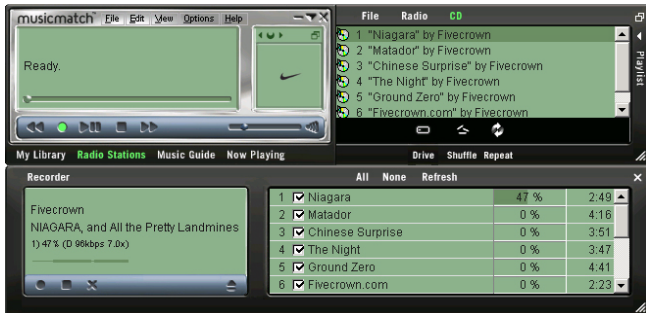 musicmatch™ File Edit View Options Help
Ready.
My Library Radio Stations Music Guide Now Playing
File Radio CD
1 "Niagara" by Fivecrown
2 "Matador" by Fivecrown
3 "Chinese Surprise" by Fivecrown
4 "The Night" by Fivecrown
5 "Ground Zero" by Fivecrown
6 "Fivecrown.com" by Fivecrown
Drive Shuffle Repeat
Playlist
Recorder
Fivecrown
NIAGARA, and All the Pretty Landmines
1) 47% (D 96kbps 7.0x)
All None Refresh
1 Niagara 47 % 2:49
2 Matador 0 % 4:16
3 Chinese Surprise 0 % 3:51
4 The Night 0 % 3:47
5 Ground Zero 0 % 4:41
6 Fivecrown.com 0 % 2:23